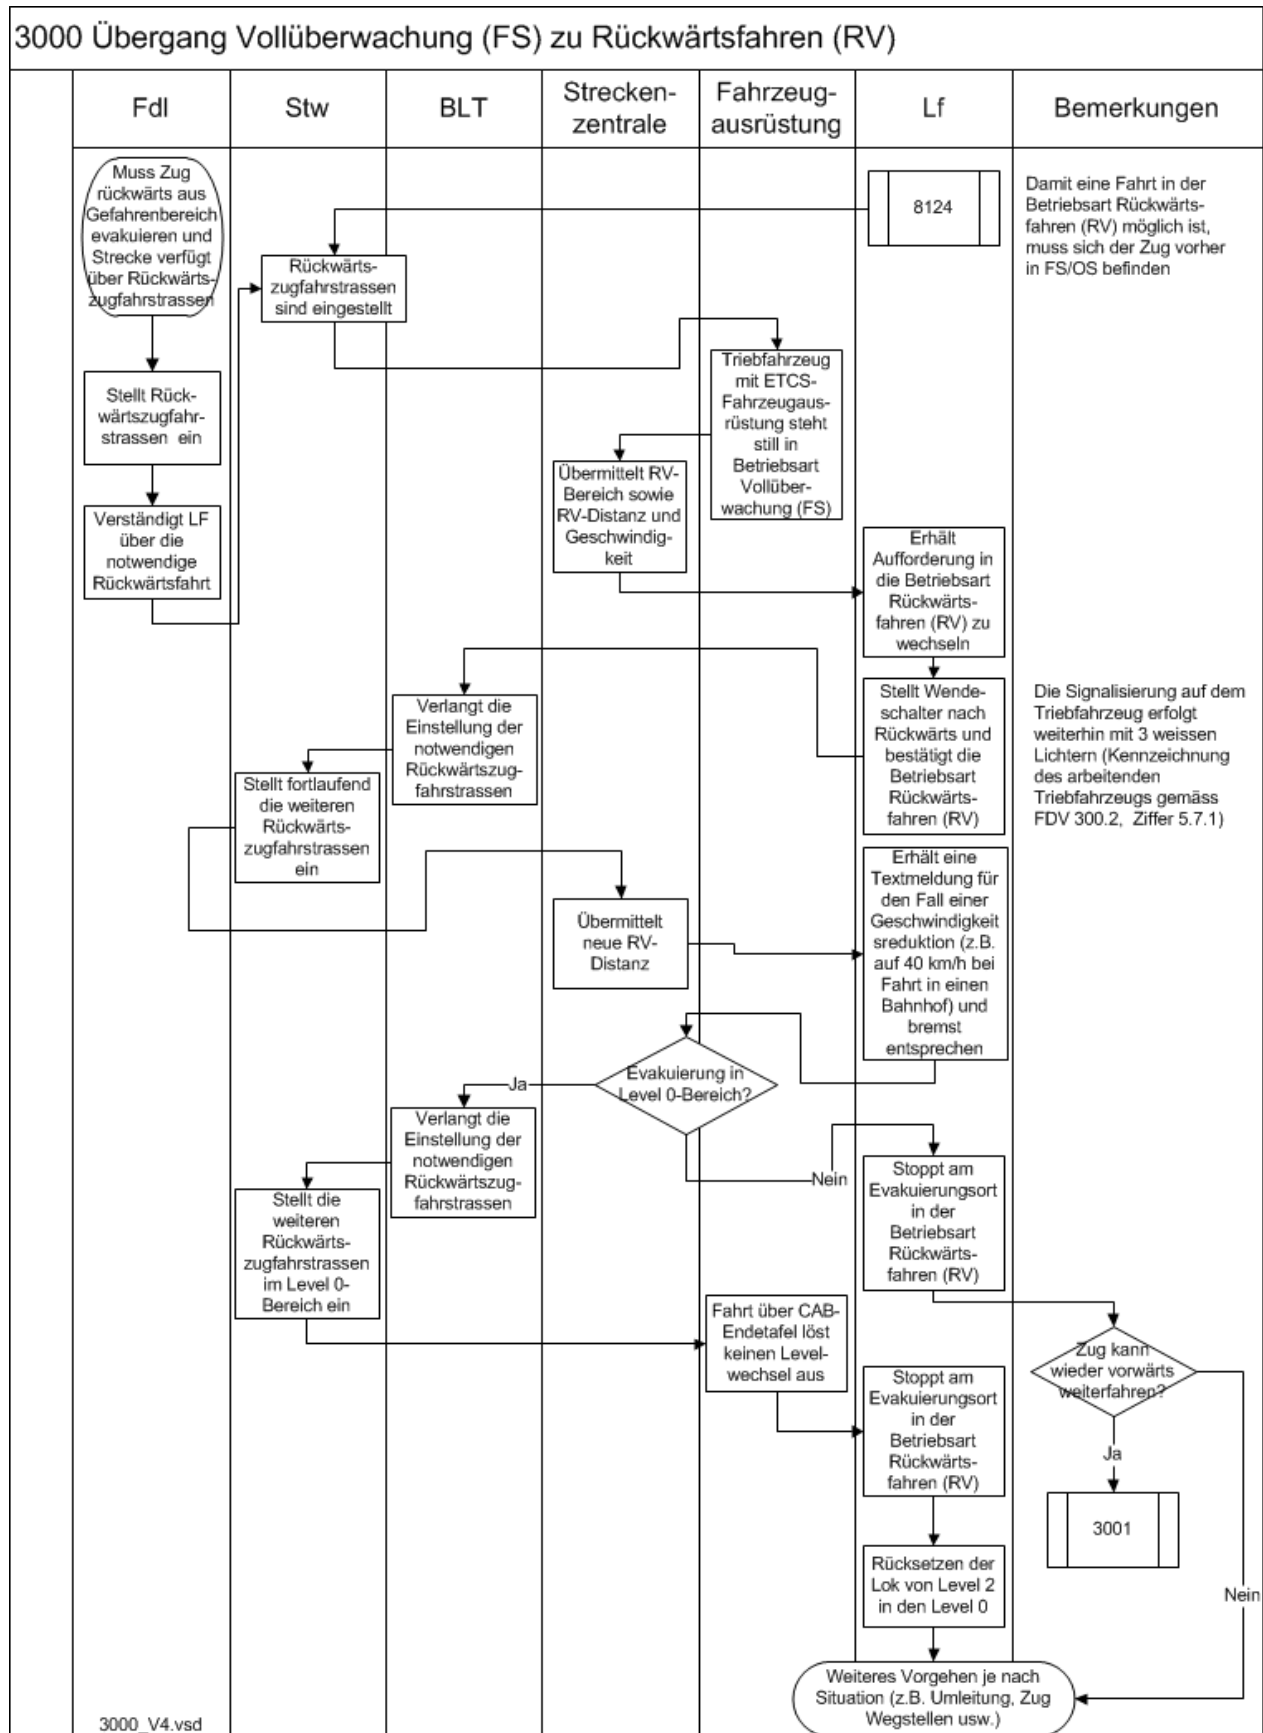 3000 Übergang Vollüberwachung (FS) zu Rückwärtsfahren (RV)
Fdl
Stw
BLT
Strecken-
zentrale
Fahrzeug-
ausrüstung
Lf
Bemerkungen
Muss Zug
rückwärts aus
Gefahrenbereich
evakuieren und
Strecke verfügt
über Rückwärts-
zugfahrstrassen
8124
Damit eine Fahrt in der
Betriebsart Rückwärts-
fahren (RV) möglich ist,
muss sich der Zug vorher
in FS/OS befinden
Rückwärts-
zugfahrstrassen
sind eingestellt
Stellt Rück-
wärtszugfahr-
strassen ein
Triebfahrzeug
mit ETCS-
Fahrzeugaus-
rüstung steht
still in
Betriebsart
Vollüber-
wachung (FS)
Übermittelt RV-
Bereich sowie
RV-Distanz und
Geschwindig-
keit
Verständigt LF
über die
notwendige
Rückwärtsfahrt
Erhält
Aufforderung in
die Betriebsart
Rückwärts-
fahren (RV) zu
wechseln
Verlangt die
Einstellung der
notwendigen
Rückwärtszug-
fahrstrassen
Stellt Wende-
schalter nach
Rückwärts und
bestätigt die
Betriebsart
Rückwärts-
fahren (RV)
Die Signalisierung auf dem
Triebfahrzeug erfolgt
weiterhin mit 3 weissen
Lichtern (Kennzeichnung
des arbeitenden
Triebfahrzeugs gemäss
FDV 300.2, Ziffer 5.7.1)
Stellt fortlaufend
die weiteren
Rückwärts-
zugfahrstrassen
ein
Übermittelt
neue RV-
Distanz
Erhält eine
Textmeldung für
den Fall einer
Geschwindigkeit
sreduktion (z.B.
auf 40 km/h bei
Fahrt in einen
Bahnhof) und
bremst
entsprechen
Evakuierung in
Level 0-Bereich?
Ja
Nein
Verlangt die
Einstellung der
notwendigen
Rückwärtszug-
fahrstrassen
Stoppt am
Evakuierungsort
in der
Betriebsart
Rückwärts-
fahren (RV)
Stellt die
weiteren
Rückwärts-
zugfahrstrassen
im Level 0-
Bereich ein
Fahrt über CAB-
Endetafel löst
keinen Level-
wechsel aus
Zug kann
wieder vorwärts
weiterfahren?
Stoppt am
Evakuierungsort
in der
Betriebsart
Rückwärts-
fahren (RV)
Ja
3001
Rücksetzen der
Lok von Level 2
in den Level 0
Nein
Weiteres Vorgehen je nach
Situation (z.B. Umleitung, Zug
Wegstellen usw.)
3000_V4.vsd